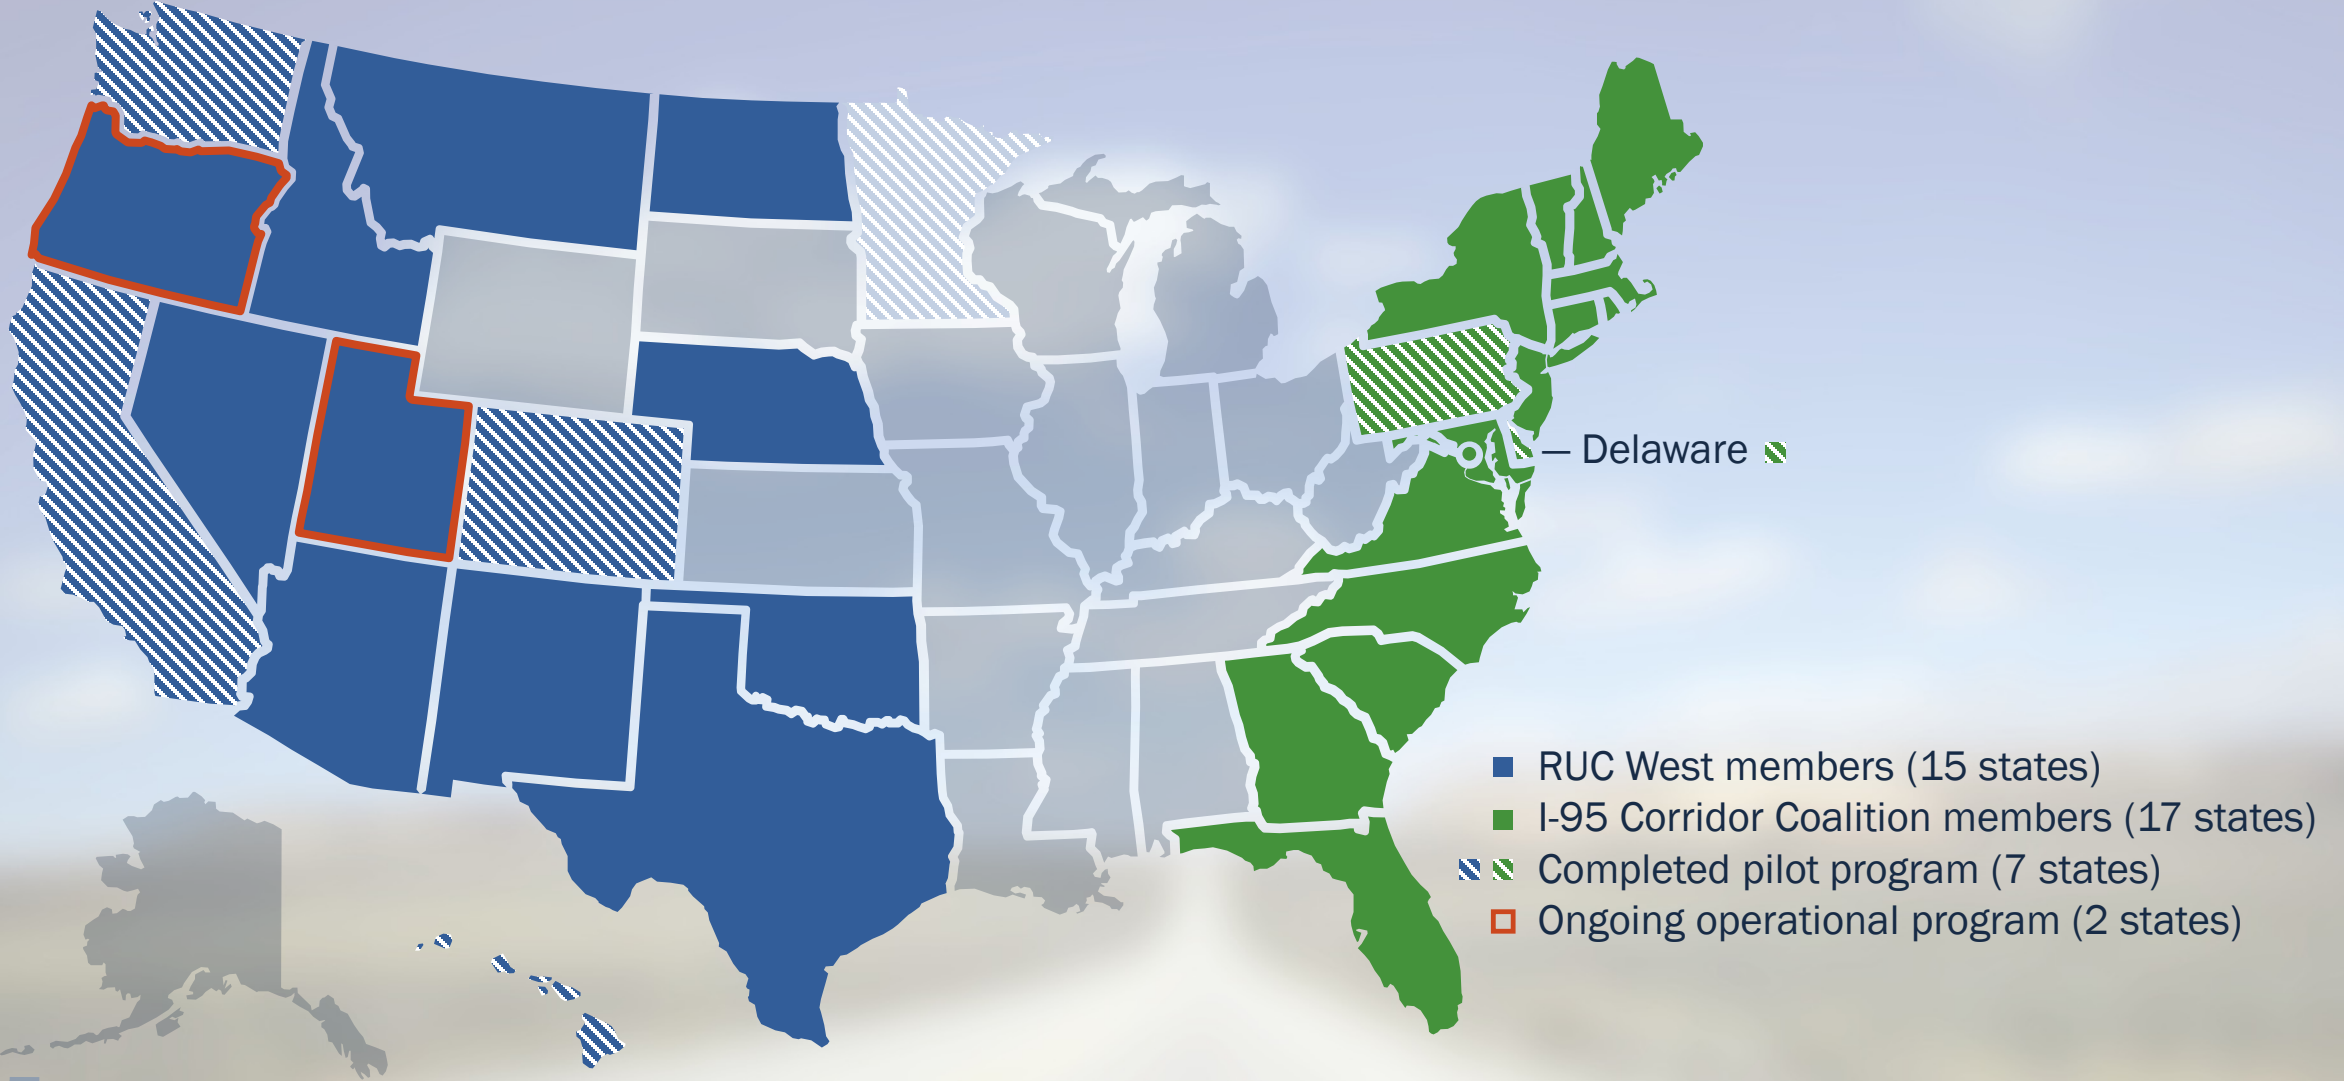 — Delaware
RUC West members (15 states)
I-95 Corridor Coalition members (17 states)
Completed pilot program (7 states)
Ongoing operational program (2 states)